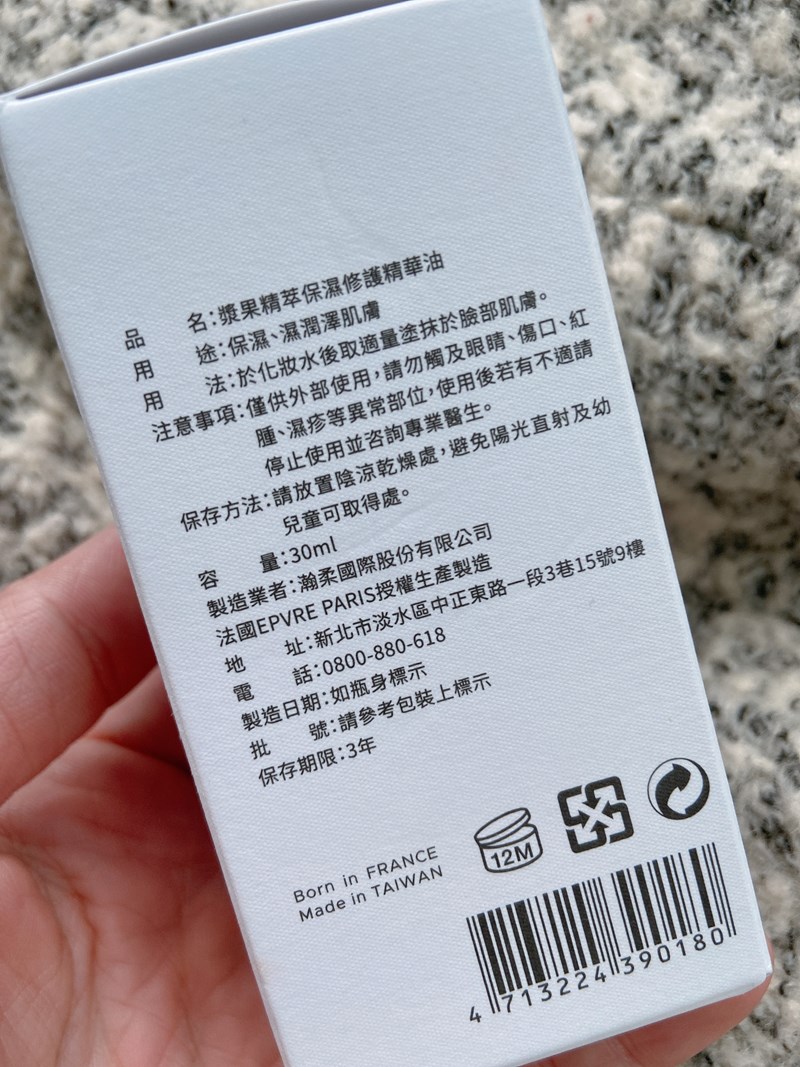 品名：漿果精萃保濕修護精華油
用途：保濕、濕潤澤肌膚
用法：於化妝水後取適量塗抹於臉部肌膚。
注意事項：僅供外部使用，請勿觸及眼睛、傷口、紅
腫、濕疹等異常部位，使用後若有不適請
停止使用並咨詢專業醫生。
保存方法：請放置陰涼乾燥處，避免陽光直射及幼
兒童可取得處。
容量：30ml
製造業者：瀚柔國際股份有限公司
法國EPVRE PARIS授權生產製造
地址：新北市淡水區中正東路一段3巷15號9樓
電話：0800-880-618
製造日期：如瓶身標示
批號：請參考包裝上標示
保存期限：3年
Born in FRANCE
Made in TAIWAN
12M
4 713224 390180